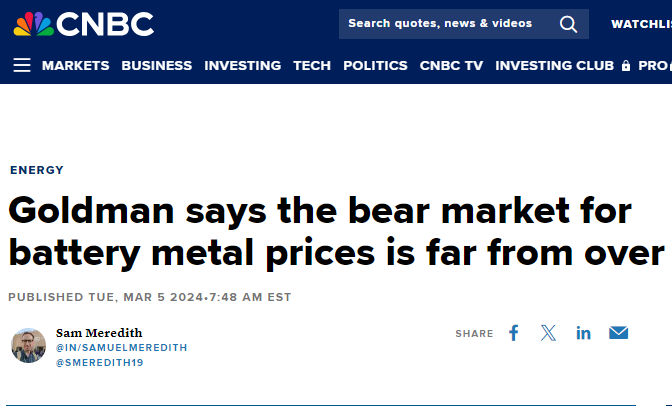 CNBC
Search quotes, news & videos
WATCHLIS
MARKETS BUSINESS INVESTING TECH POLITICS CNBC TV INVESTING CLUB PRO
ENERGY
Goldman says the bear market for
battery metal prices is far from over
PUBLISHED TUE, MAR 5 2024•7:48 AM EST
Sam Meredith
@IN/SAMUELMEREDITH
@SMEREDITH19
SHARE